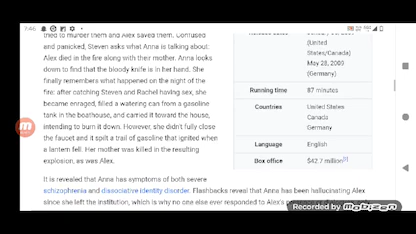 7:46
tried to murder them and Alex saved them. Confused
and panicked, Steven asks what Anna is talking about:
Alex died in the fire along with their mother. Anna looks
down to find that the bloody knife is in her hand. She
finally remembers what happened on the night of the
fire: after catching Steven and Rachel having sex, she
became enraged, filled a watering can from a gasoline
tank in the boathouse, and carried it toward the house,
intending to burn it down. However, she didn't fully close
the faucet and it spilt a trail of gasoline that ignited when
a lantern fell. Her mother was killed in the resulting
explosion, as was Alex.
It is revealed that Anna has symptoms of both severe
schizophrenia and dissociative identity disorder. Flashbacks reveal that Anna has been hallucinating Alex
since she left the institution, which is why no one else ever responded to Alex's
(United
States/Canada)
May 28, 2009
(Germany)
Running time 87 minutes
Countries United States
Canada
Germany
Language English
Box office $42.7 million
Recorded by Mobizen